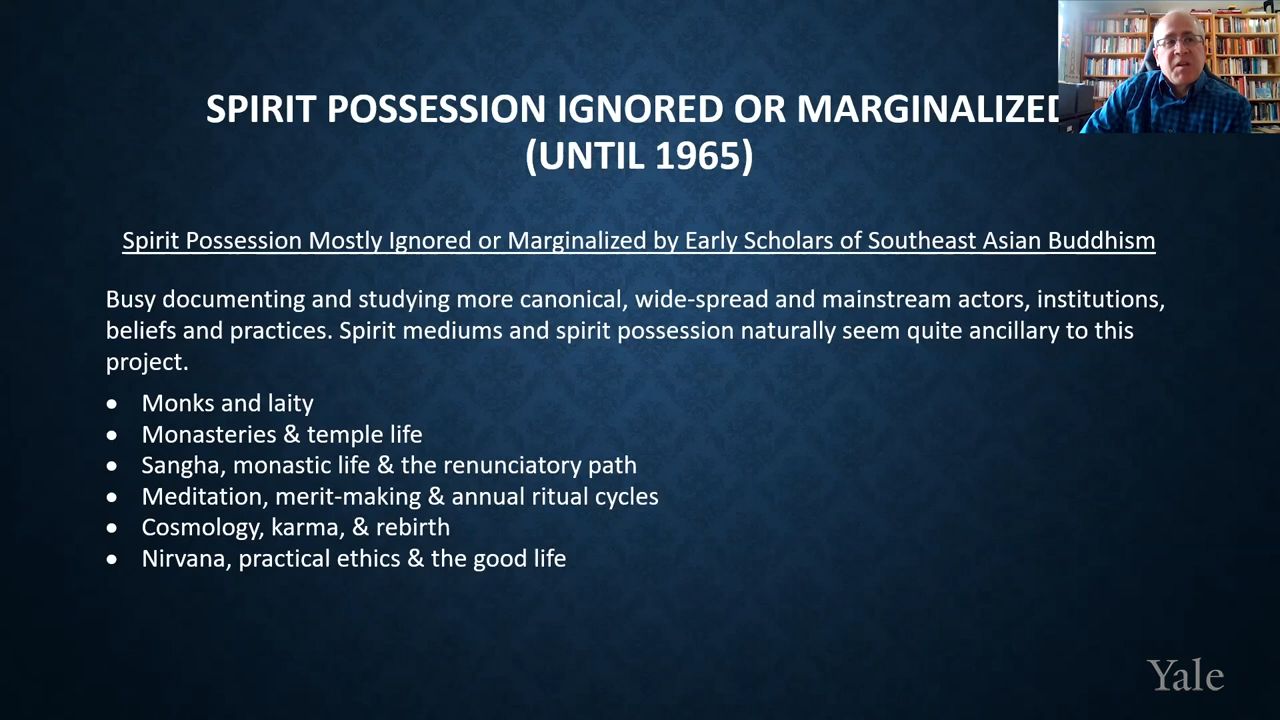 SPIRIT POSSESSION IGNORED OR MARGINALIZED
(UNTIL 1965)
Spirit Possession Mostly Ignored or Marginalized by Early Scholars of Southeast Asian Buddhism
Busy documenting and studying more canonical, wide-spread and mainstream actors, institutions,
beliefs and practices. Spirit mediums and spirit possession naturally seem quite ancillary to this
project.
• Monks and laity
• Monasteries & temple life
• Sangha, monastic life & the renunciatory path
• Meditation, merit-making & annual ritual cycles
• Cosmology, karma, & rebirth
• Nirvana, practical ethics & the good life
Yale